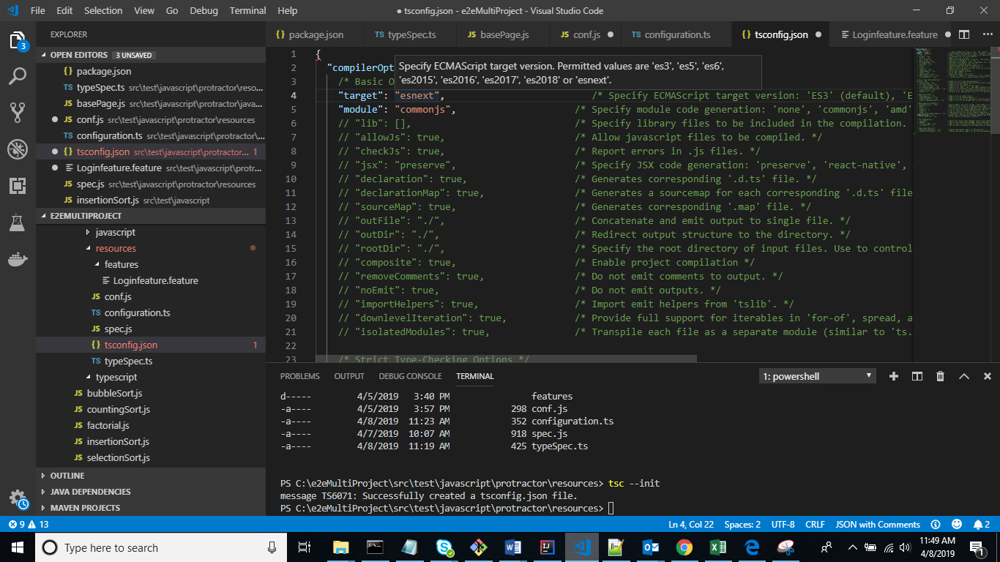 File Edit Selection View Go Debug Terminal Help
● tsconfig.json - e2eMultiProject - Visual Studio Code
EXPLORER
OPEN EDITORS 3 UNSAVED
{} package.json
TS typeSpec.ts src\test\javascript\protractor\reso...
JS basePage.js src\test\javascript\protractor\java...
● JS conf.js src\test\javascript\protractor\resources
TS configuration.ts src\test\javascript\protractor\...
● {} tsconfig.json src\test\javascript\protractor... 1
● Loginfeature.feature src\test\javascript\protr...
JS spec.js src\test\javascript\protractor\resources
JS insertionSort.js src\test\javascript
E2EMULTIPROJECT
javascript
resources
features
Loginfeature.feature
JS conf.js
TS configuration.ts
JS spec.js
{} tsconfig.json 1
TS typeSpec.ts
typescript
JS bubbleSort.js
JS countingSort.js
JS factorial.js
JS insertionSort.js
JS selectionSort.js
OUTLINE
JAVA DEPENDENCIES
MAVEN PROJECTS
3
{} package.json TS typeSpec.ts JS basePage.js JS conf.js ● TS configuration.ts {} tsconfig.json ● Loginfeature.feature ●
1 {
2 "compilerOpt
Specify ECMAScript target version. Permitted values are 'es3', 'es5', 'es6',
'es2015', 'es2016', 'es2017', 'es2018' or 'esnext'.
3 /* Basic O
4 "target": "esnext", /* Specify ECMAScript target version: 'ES3' (default), 'E
5 "module": "commonjs", /* Specify module code generation: 'none', 'commonjs', 'amd'
6 // "lib": [], /* Specify library files to be included in the compilation.
7 // "allowJs": true, /* Allow javascript files to be compiled. */
8 // "checkJs": true, /* Report errors in .js files. */
9 // "jsx": "preserve", /* Specify JSX code generation: 'preserve', 'react-native',
10 // "declaration": true, /* Generates corresponding '.d.ts' file. */
11 // "declarationMap": true, /* Generates a sourcemap for each corresponding '.d.ts' file
12 // "sourceMap": true, /* Generates corresponding '.map' file. */
13 // "outFile": "./", /* Concatenate and emit output to single file. */
14 // "outDir": "./", /* Redirect output structure to the directory. */
15 // "rootDir": "./", /* Specify the root directory of input files. Use to control
16 // "composite": true, /* Enable project compilation */
17 // "removeComments": true, /* Do not emit comments to output. */
18 // "noEmit": true, /* Do not emit outputs. */
19 // "importHelpers": true, /* Import emit helpers from 'tslib'. */
20 // "downlevelIteration": true, /* Provide full support for iterables in 'for-of', spread, a
21 // "isolatedModules": true, /* Transpile each file as a separate module (similar to 'ts.
22
23 /* Strict Type-Checking Options */
PROBLEMS OUTPUT DEBUG CONSOLE TERMINAL 1: powershell
d----- 4/5/2019 3:40 PM features
-a---- 4/5/2019 3:57 PM 298 conf.js
-a---- 4/8/2019 11:23 AM 352 configuration.ts
-a---- 4/7/2019 10:07 AM 918 spec.js
-a---- 4/8/2019 11:19 AM 425 typeSpec.ts
PS C:\e2eMultiProject\src\test\javascript\protractor\resources> tsc --init
message TS6071: Successfully created a tsconfig.json file.
PS C:\e2eMultiProject\src\test\javascript\protractor\resources>
9 13 Ln 4, Col 22 Spaces: 2 UTF-8 CRLF JSON with Comments 2
Type here to search
11:49 AM
4/8/2019
1